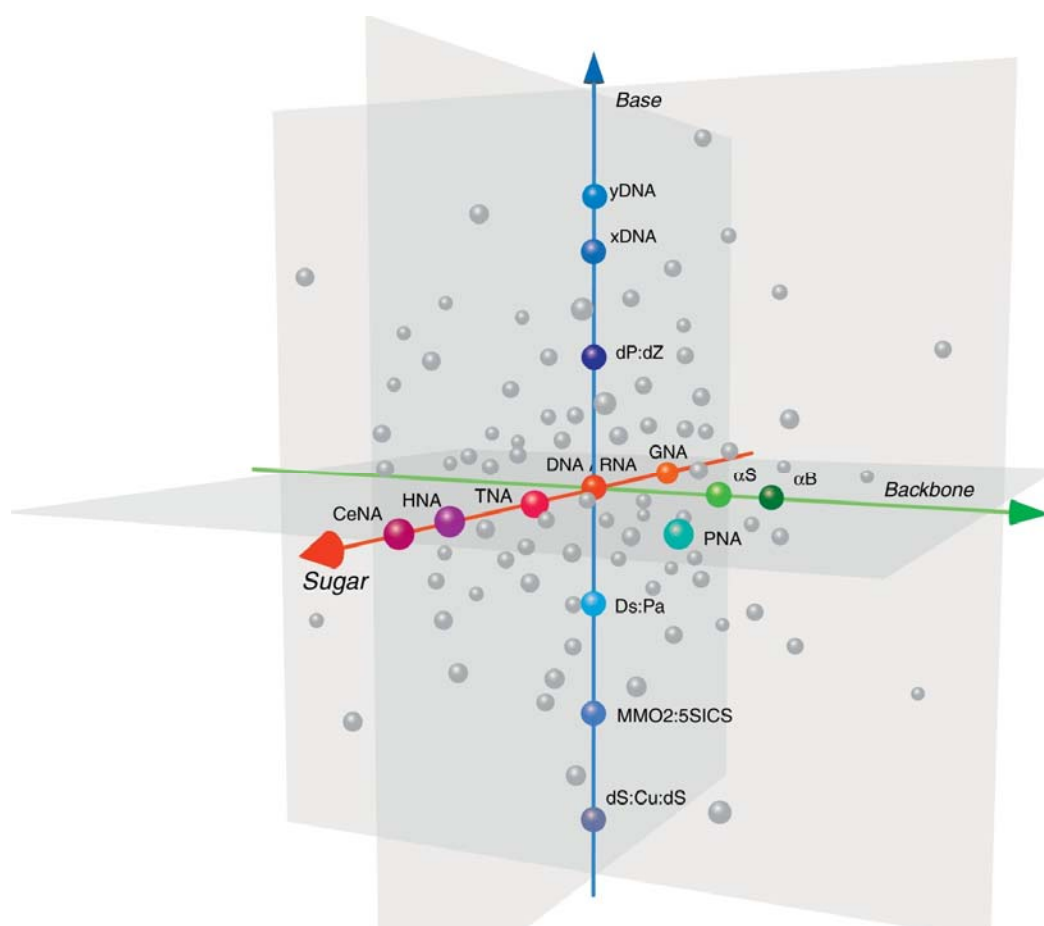 Base
yDNA
xDNA
dP:dZ
GNA
DNA / RNA
αS
αB
TNA
HNA
CeNA
Backbone
PNA
Sugar
Ds:Pa
MMO2:5SICS
dS:Cu:dS